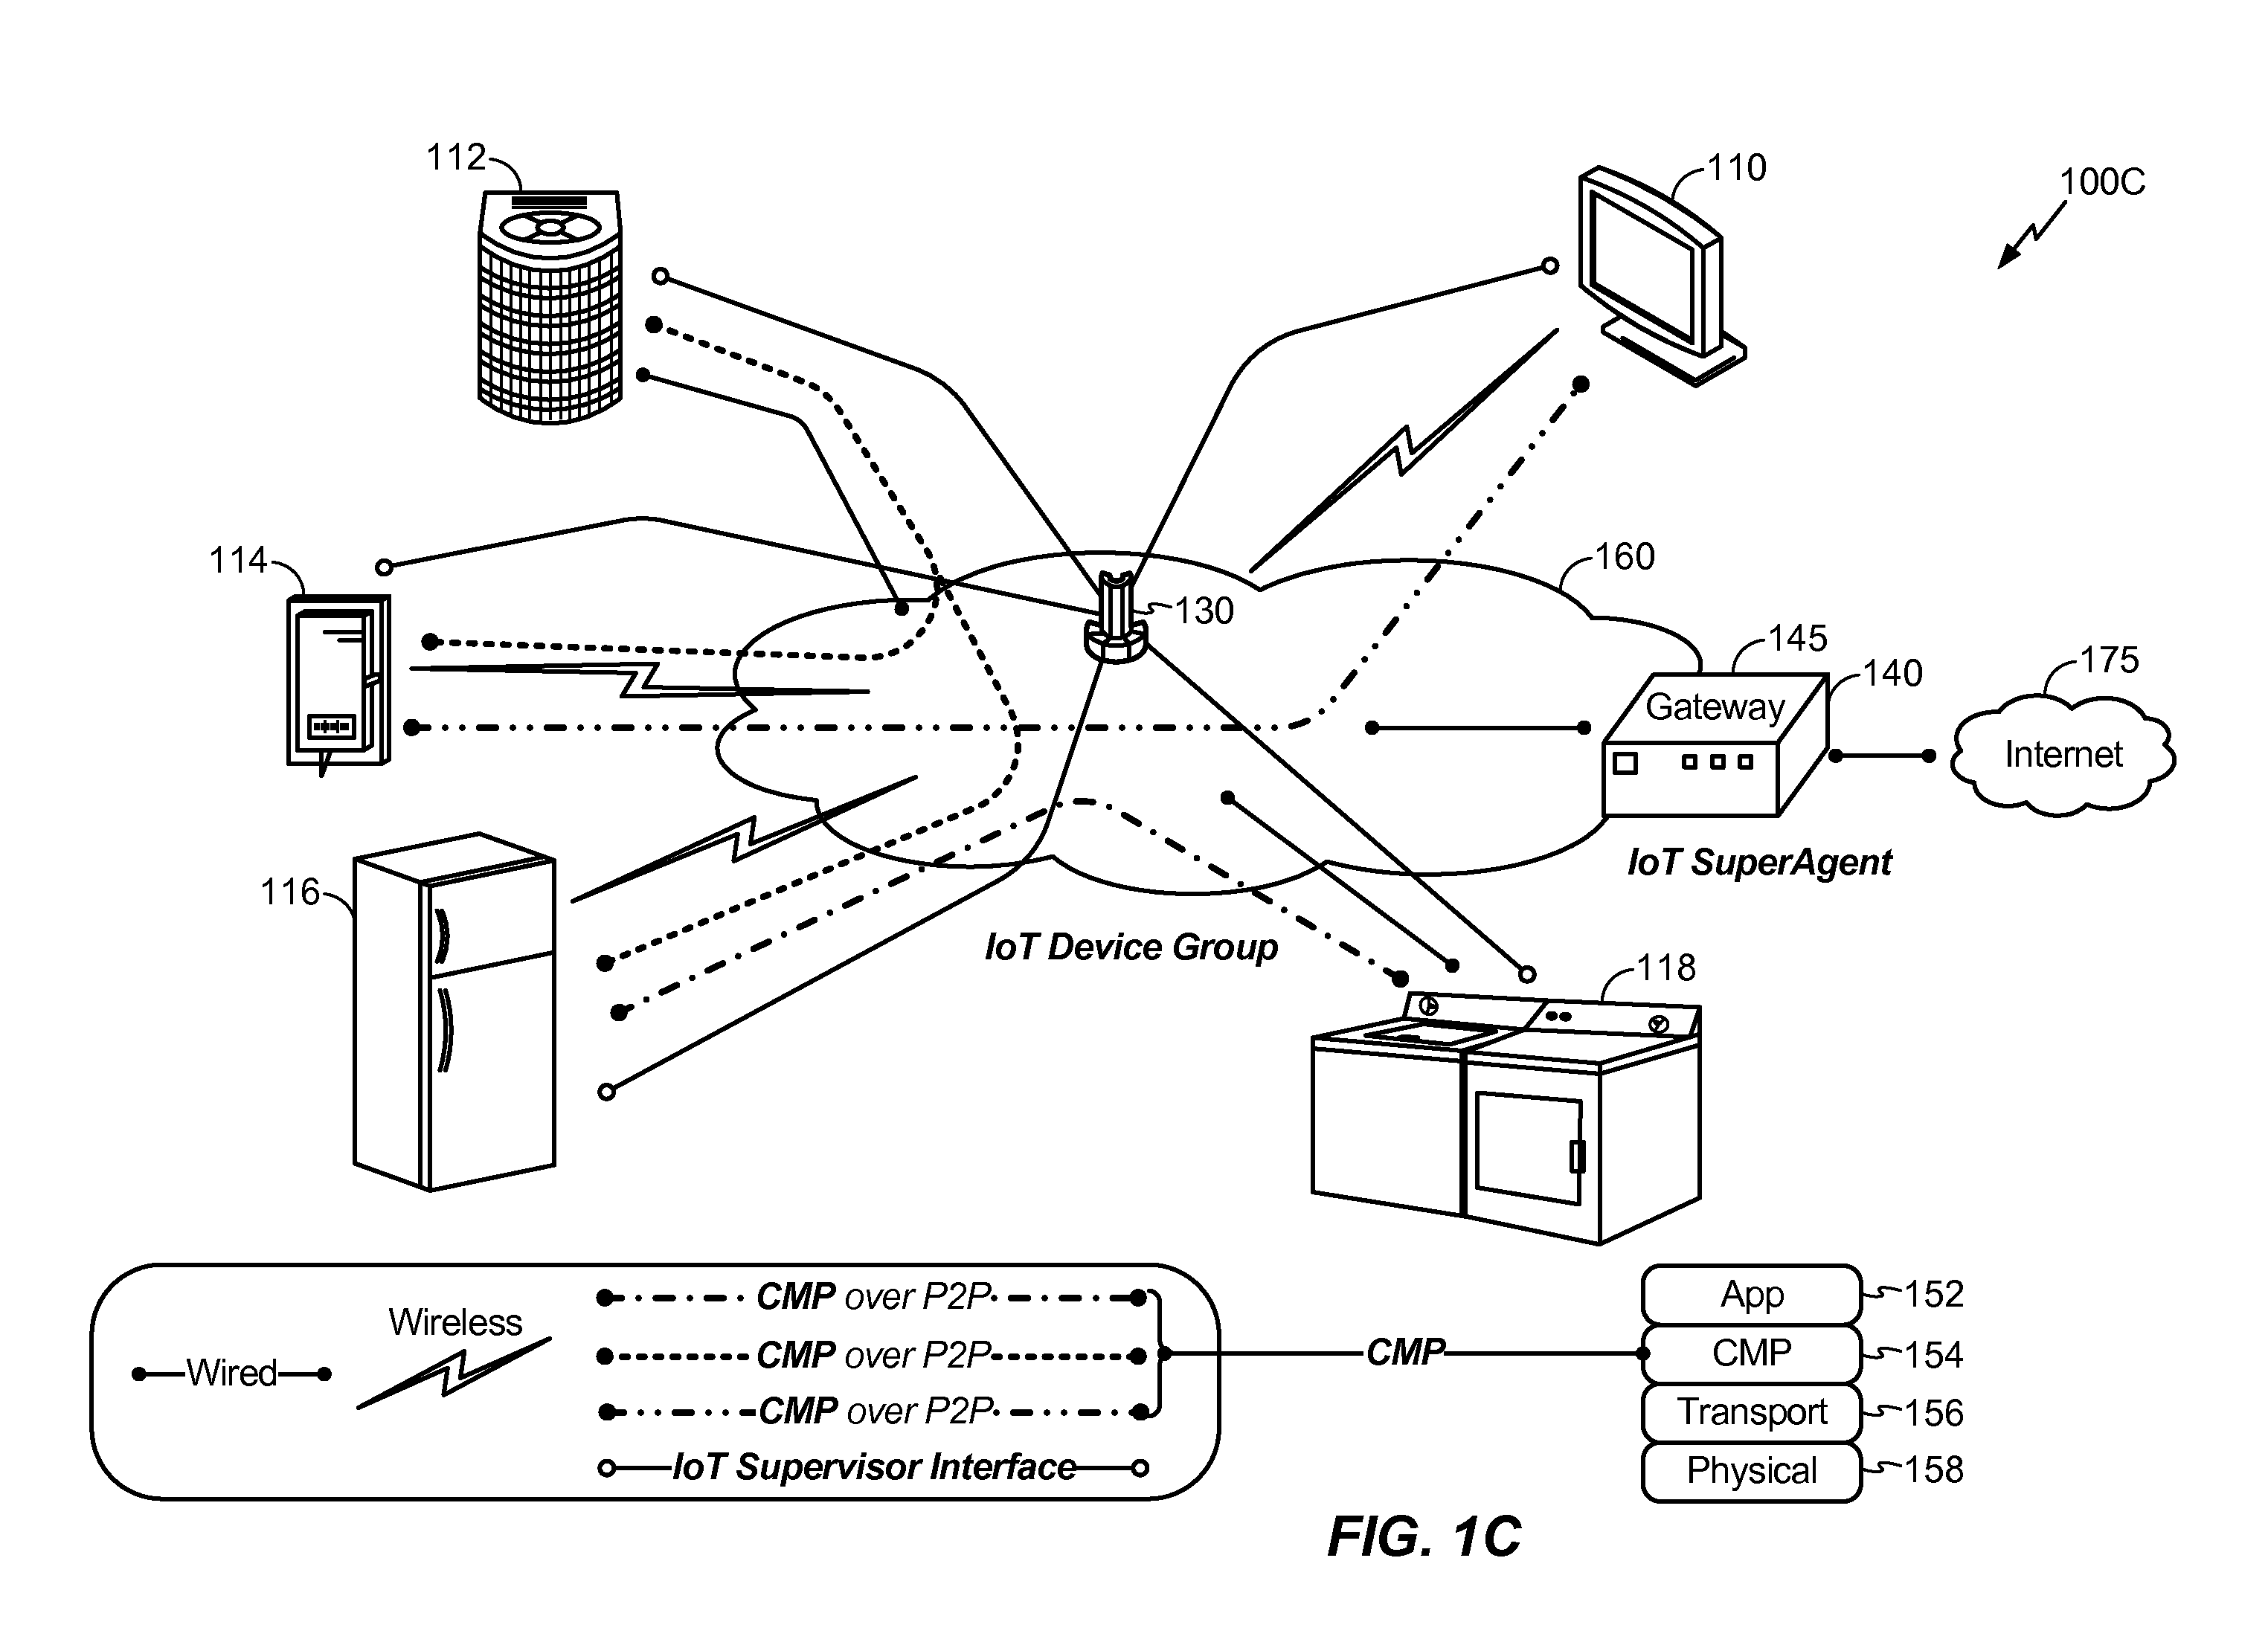 112
110
100C
114
160
130
145
140
175
Gateway
Internet
116
IoT SuperAgent
IoT Device Group
118
Wireless
Wired
CMP over P2P
CMP over P2P
CMP over P2P
IoT Supervisor Interface
CMP
App
152
CMP
154
Transport
156
Physical
158
FIG. 1C